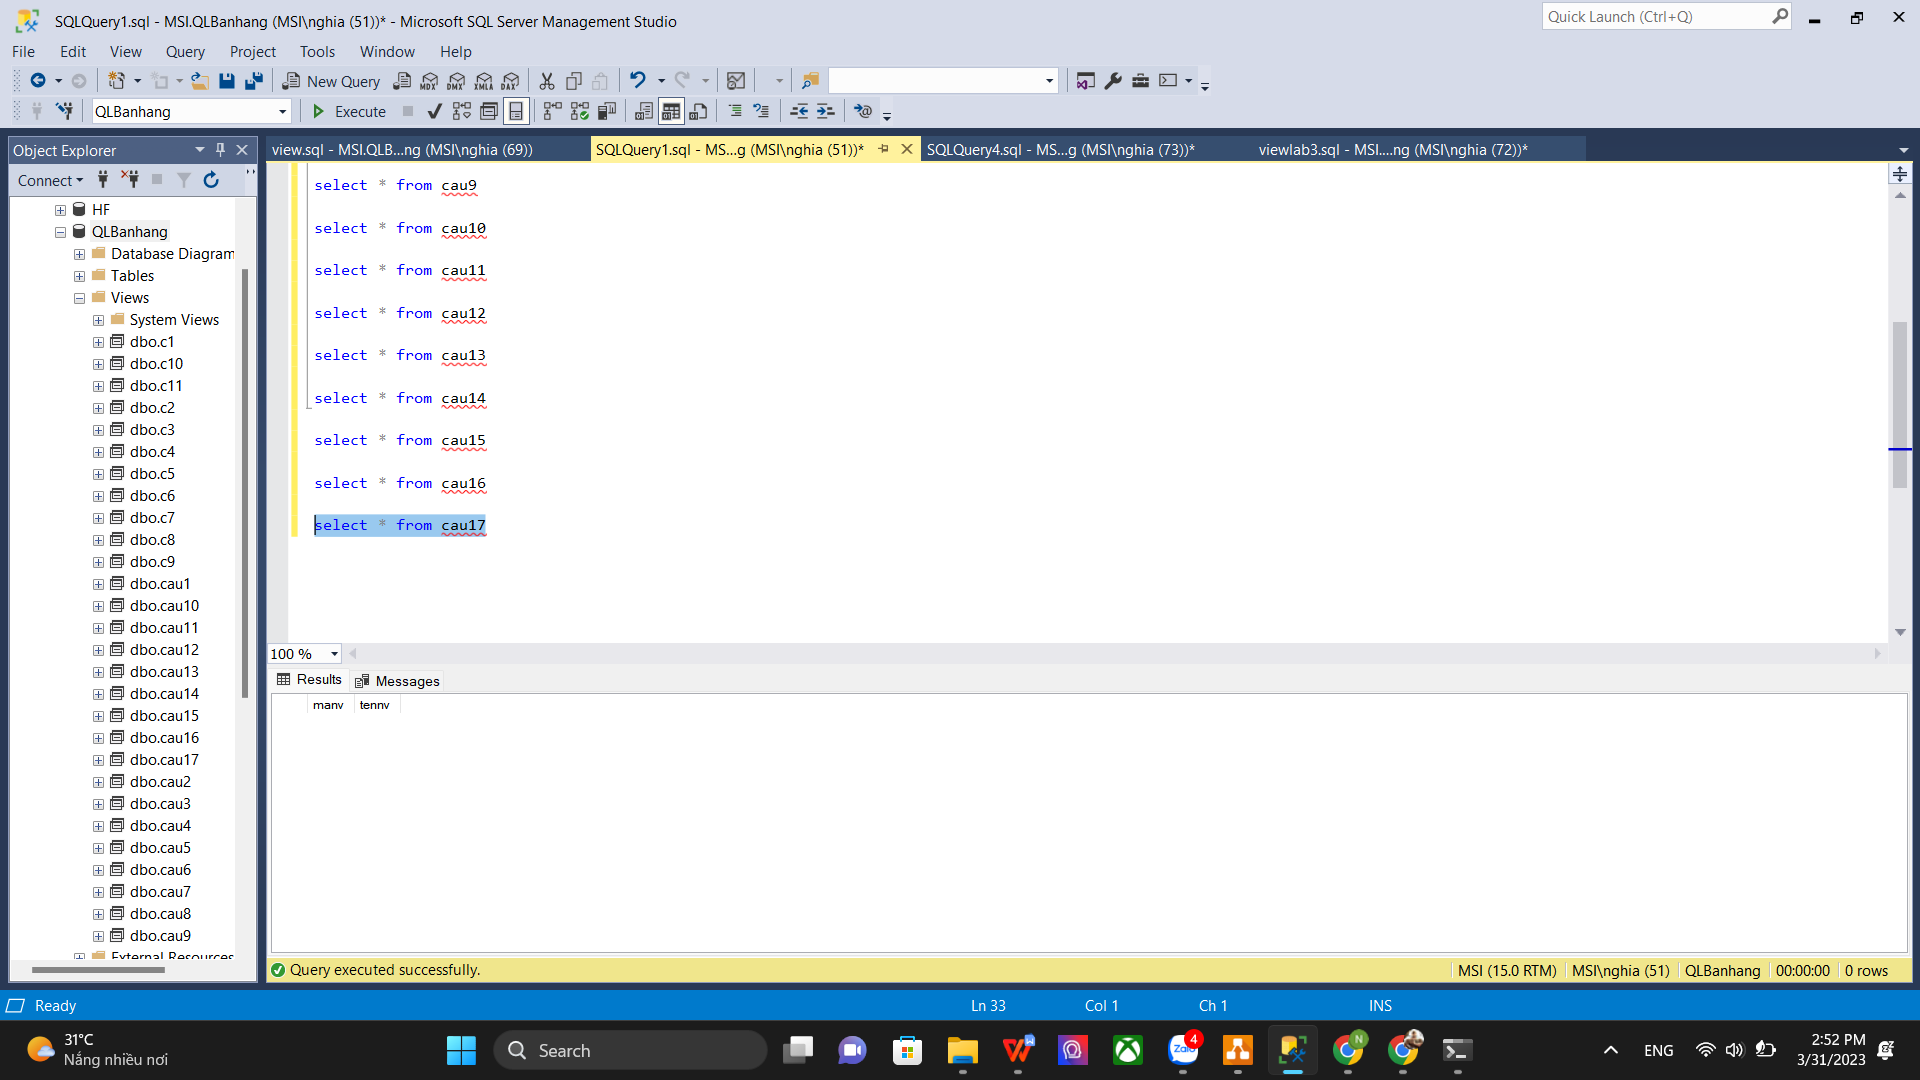 SQLQuery1.sql - MSI.QLBanhang (MSI\nghia (51))* - Microsoft SQL Server Management Studio
Quick Launch (Ctrl+Q)
File Edit View Query Project Tools Window Help
New Query
MDX DMX XMLA DAX
QLBanhang
Execute
Object Explorer
view.sql - MSI.QLB...ng (MSI\nghia (69))
SQLQuery1.sql - MS...g (MSI\nghia (51))*
SQLQuery4.sql - MS...g (MSI\nghia (73))*
viewlab3.sql - MSI....ng (MSI\nghia (72))*
Connect
HF
QLBanhang
Database Diagram
Tables
Views
System Views
dbo.c1
dbo.c10
dbo.c11
dbo.c2
dbo.c3
dbo.c4
dbo.c5
dbo.c6
dbo.c7
dbo.c8
dbo.c9
dbo.cau1
dbo.cau10
dbo.cau11
dbo.cau12
dbo.cau13
dbo.cau14
dbo.cau15
dbo.cau16
dbo.cau17
dbo.cau2
dbo.cau3
dbo.cau4
dbo.cau5
dbo.cau6
dbo.cau7
dbo.cau8
dbo.cau9
External Resources
select * from cau9
select * from cau10
select * from cau11
select * from cau12
select * from cau13
select * from cau14
select * from cau15
select * from cau16
select * from cau17
100 %
Results Messages
manv tennv
Query executed successfully.
MSI (15.0 RTM) MSI\nghia (51) QLBanhang 00:00:00 0 rows
Ready
Ln 33 Col 1 Ch 1 INS
31°C
Nắng nhiều nơi
Search
Zalo
4
N
ENG
2:52 PM
3/31/2023